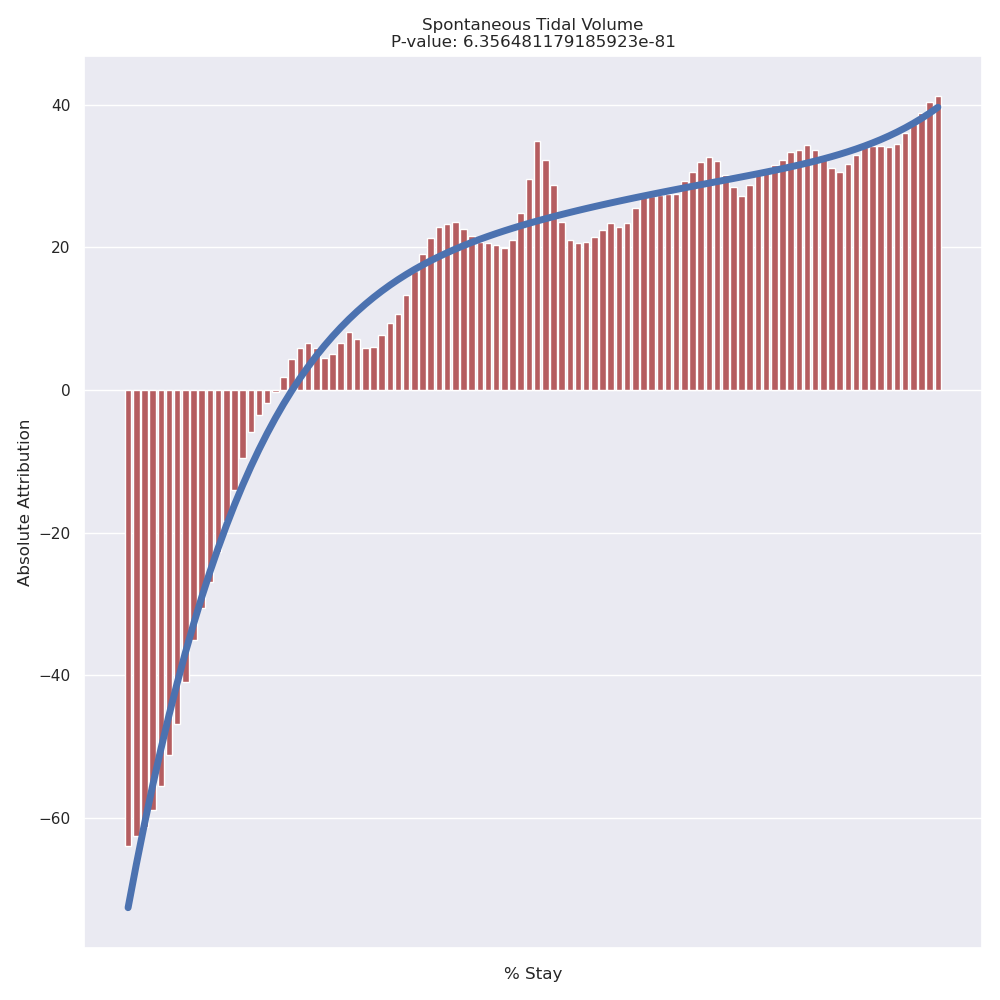 Spontaneous Tidal Volume
P-value: 6.356481179185923e-81
40
20
0
−20
−40
−60
Absolute Attribution
% Stay